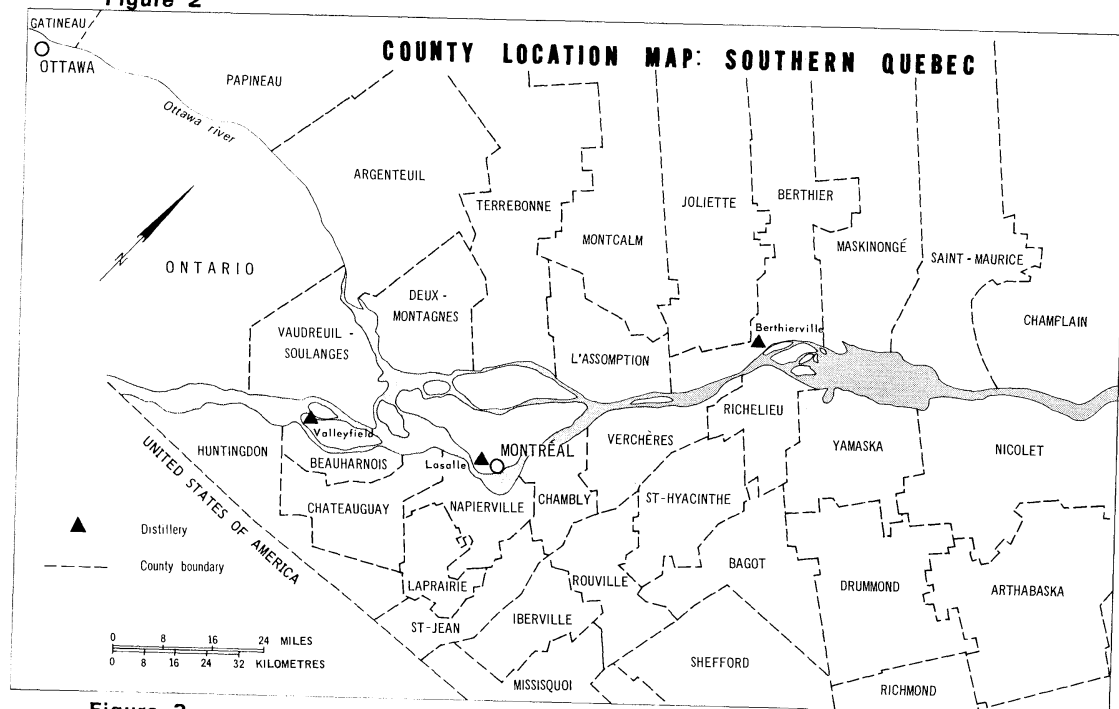 Figure 2
COUNTY LOCATION MAP: SOUTHERN QUEBEC
GATINEAU
OTTAWA
PAPINEAU
Ottawa river
ARGENTEUIL
TERREBONNE
MONTCALM
JOLIETTE
BERTHIER
MASKINONGÉ
SAINT-MAURICE
CHAMPLAIN
N
ONTARIO
DEUX-
MONTAGNES
VAUDREUIL-
SOULANGES
L'ASSOMPTION
Berthierville
RICHELIEU
VERCHÈRES
YAMASKA
NICOLET
Valleyfield
HUNTINGDON
BEAUHARNOIS
Lasalle
MONTRÉAL
CHATEAUGUAY
NAPIERVILLE
CHAMBLY
ST-HYACINTHE
UNITED STATES OF AMERICA
BAGOT
DRUMMOND
ARTHABASKA
LAPRAIRIE
ROUVILLE
IBERVILLE
ST-JEAN
SHEFFORD
MISSISQUOI
RICHMOND
Distillery
County boundary
0 8 16 24 MILES
0 8 16 24 32 KILOMETRES
Figure 3